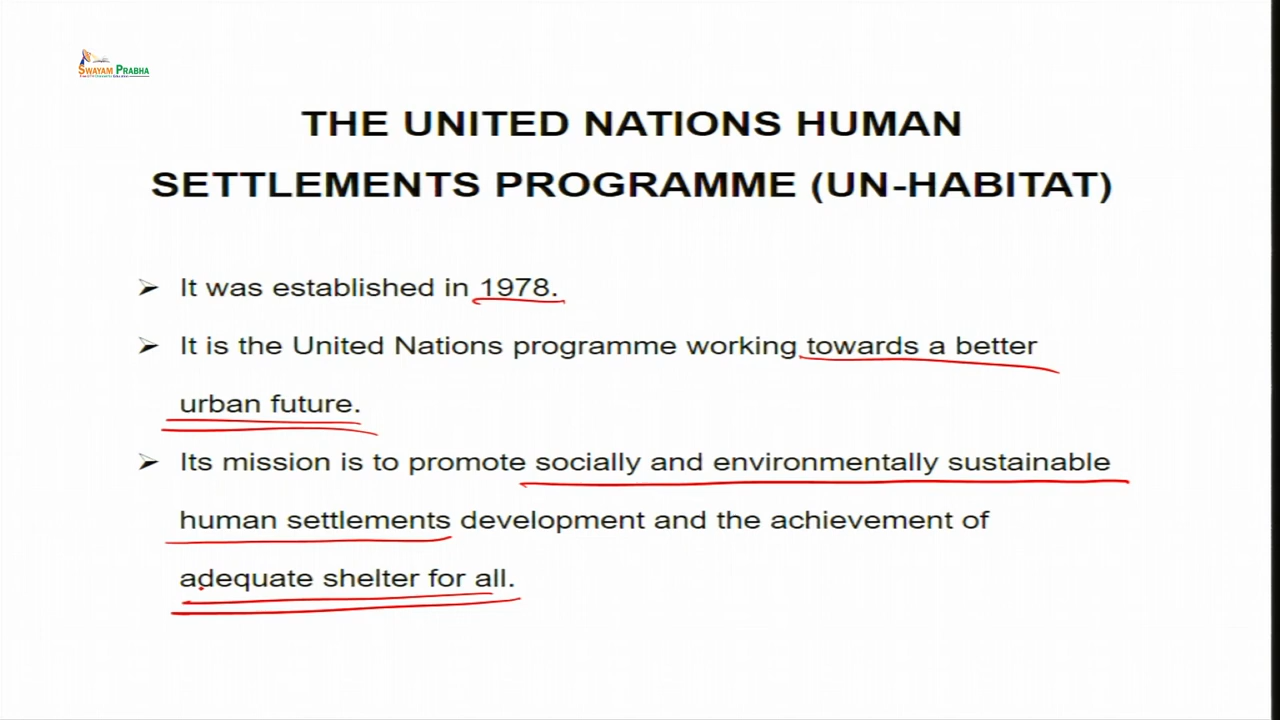 SWAYAM PRABHA
THE UNITED NATIONS HUMAN
SETTLEMENTS PROGRAMME (UN-HABITAT)
➢ It was established in 1978.
➢ It is the United Nations programme working towards a better
urban future.
➢ Its mission is to promote socially and environmentally sustainable
human settlements development and the achievement of
adequate shelter for all.